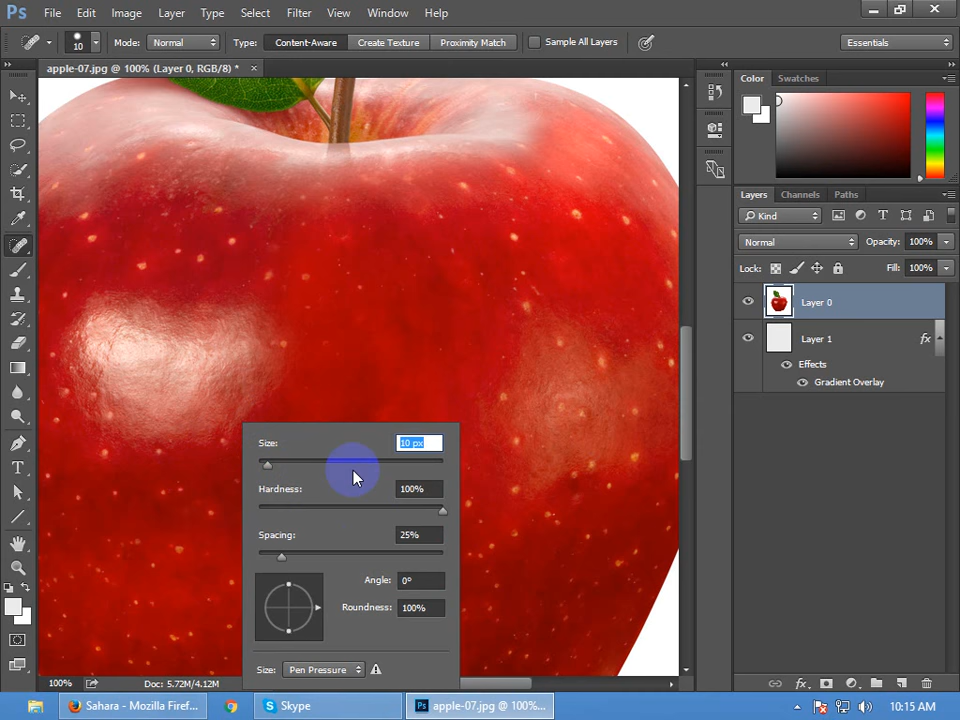 Ps File Edit Image Layer Type Select Filter View Window Help
10 Mode: Normal Type: Content-Aware Create Texture Proximity Match Sample All Layers Essentials
apple-07.jpg @ 100% (Layer 0, RGB/8) *
Color Swatches
Layers Channels Paths
Kind
Normal Opacity: 100%
Lock: Fill: 100%
Layer 0
Layer 1 fx
Effects
Gradient Overlay
Size: 10 px
Hardness: 100%
Spacing: 25%
Angle: 0°
Roundness: 100%
Size: Pen Pressure
100% Doc: 5.72M/4.12M
fx
Sahara - Mozilla Firef... Skype Ps apple-07.jpg @ 100%... 10:15 AM